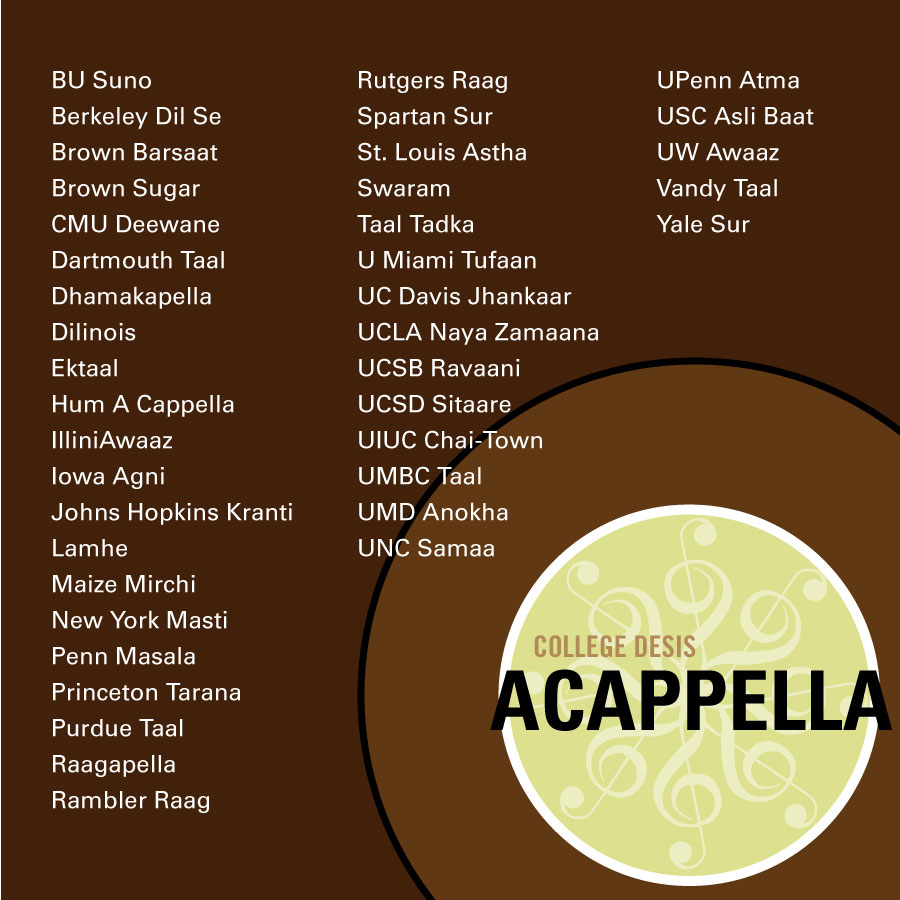 BU Suno
Berkeley Dil Se
Brown Barsaat
Brown Sugar
CMU Deewane
Dartmouth Taal
Dhamakapella
Dilinois
Ektaal
Hum A Cappella
IlliniAwaaz
Iowa Agni
Johns Hopkins Kranti
Lamhe
Maize Mirchi
New York Masti
Penn Masala
Princeton Tarana
Purdue Taal
Raagapella
Rambler Raag
Rutgers Raag
Spartan Sur
St. Louis Astha
Swaram
Taal Tadka
U Miami Tufaan
UC Davis Jhankaar
UCLA Naya Zamaana
UCSB Ravaani
UCSD Sitaare
UIUC Chai-Town
UMBC Taal
UMD Anokha
UNC Samaa
UPenn Atma
USC Asli Baat
UW Awaaz
Vandy Taal
Yale Sur
COLLEGE DESIS
ACAPPELLA